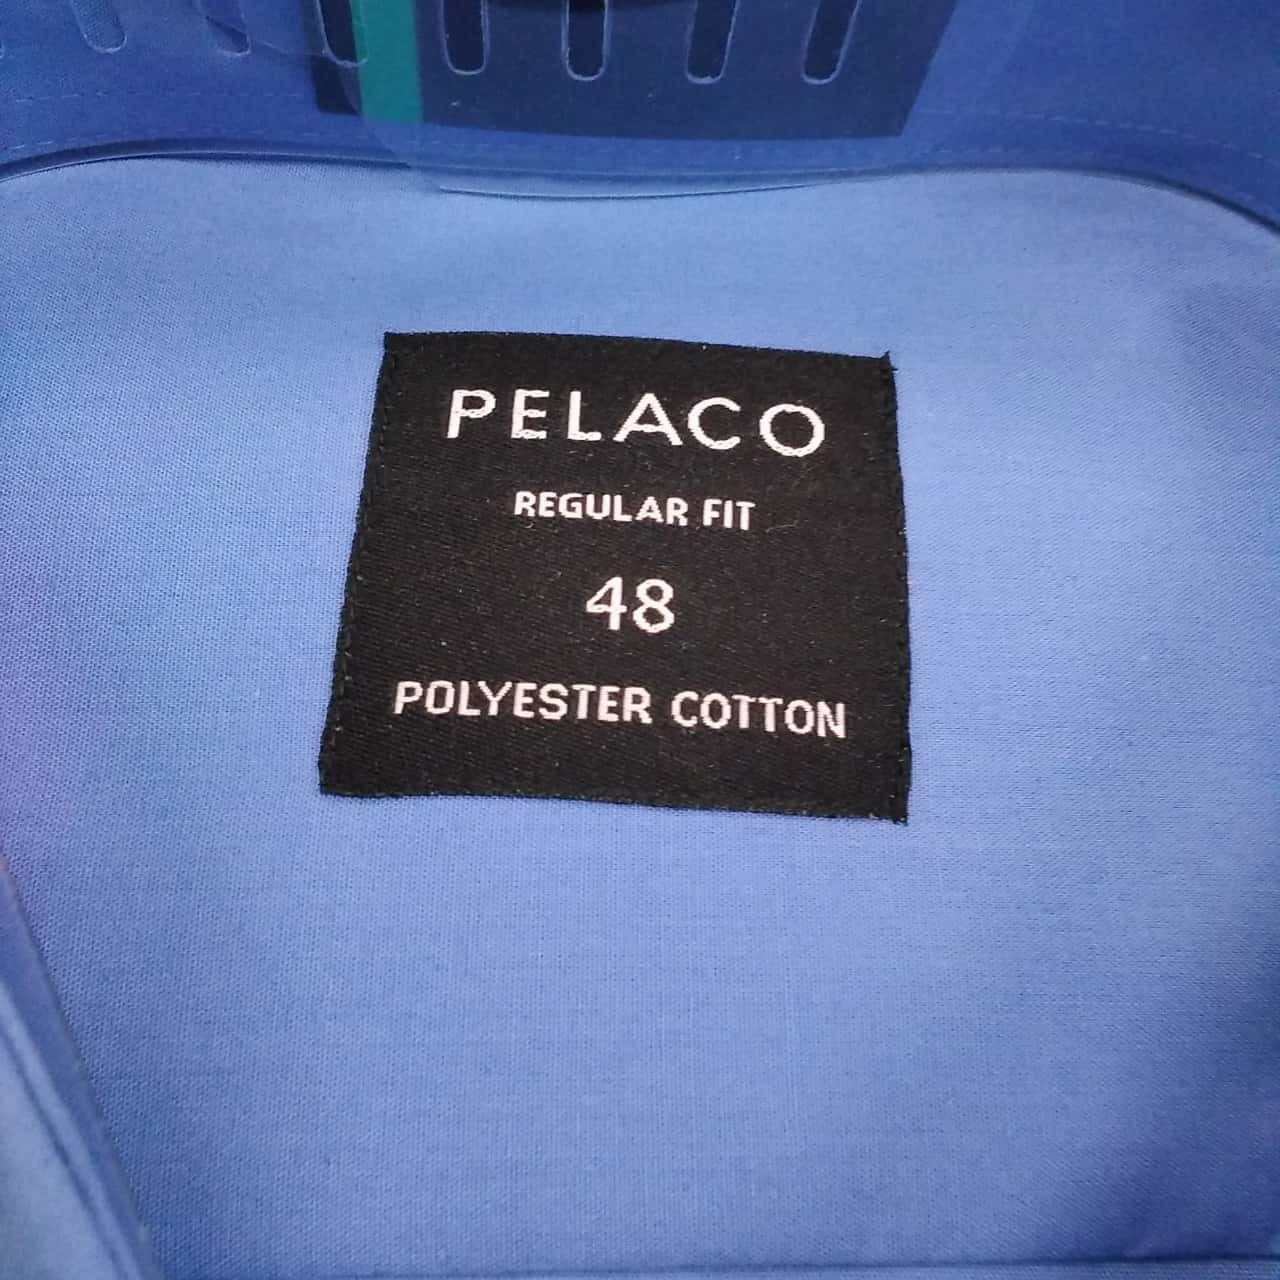 PELACO
REGULAR FIT
48
POLYESTER COTTON